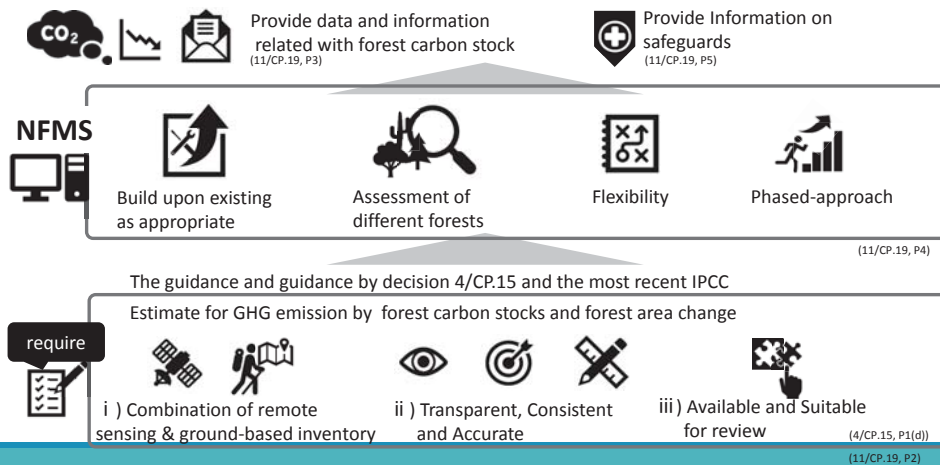 CO2
Provide data and information
related with forest carbon stock
(11/CP.19, P3)
Provide Information on
safeguards
(11/CP.19, P5)
NFMS
Build upon existing
as appropriate
Assessment of
different forests
Flexibility
Phased-approach
(11/CP.19, P4)
The guidance and guidance by decision 4/CP.15 and the most recent IPCC
Estimate for GHG emission by forest carbon stocks and forest area change
require
ⅰ) Combination of remote
sensing & ground-based inventory
ⅱ) Transparent, Consistent
and Accurate
ⅲ) Available and Suitable
for review
(4/CP.15, P1(d))
(11/CP.19, P2)